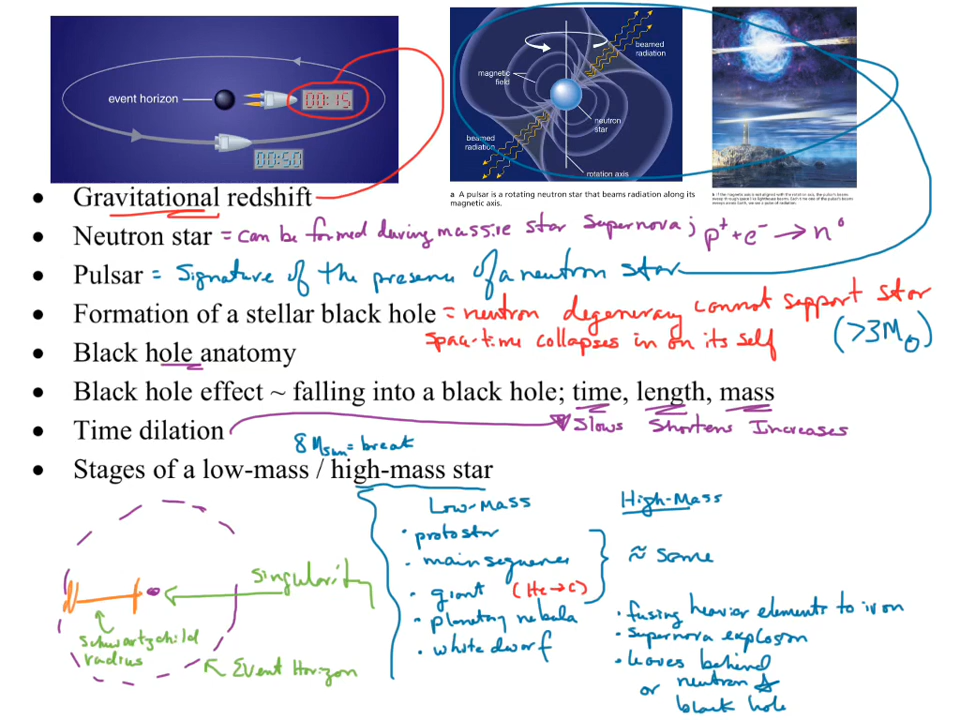 event horizon
00:15
00:50
beamed radiation
magnetic field
neutron star
beamed radiation
rotation axis
a. A pulsar is a rotating neutron star that beams radiation along its magnetic axis.
• Gravitational redshift
• Neutron star = can be formed during massive star supernova; p⁺ + e⁻ → n⁰
• Pulsar = Signature of the presence of a neutron star
• Formation of a stellar black hole = neutron degeneracy cannot support star
space-time collapses in on its self (>3M⊙)
• Black hole anatomy
• Black hole effect ~ falling into a black hole; time, length, mass
• Time dilation Slows Shortens Increases
8 Msun = break
• Stages of a low-mass / high-mass star
Low-Mass
• protostar
• main sequence
• giant (He → C)
• planetary nebula
• white dwarf
High-Mass
≈ same
• fusing heavier elements to iron
• supernova explosion
• leaves behind
neutron ☆
or black hole
Singularity
Schwartzchild
radius
Event Horizon